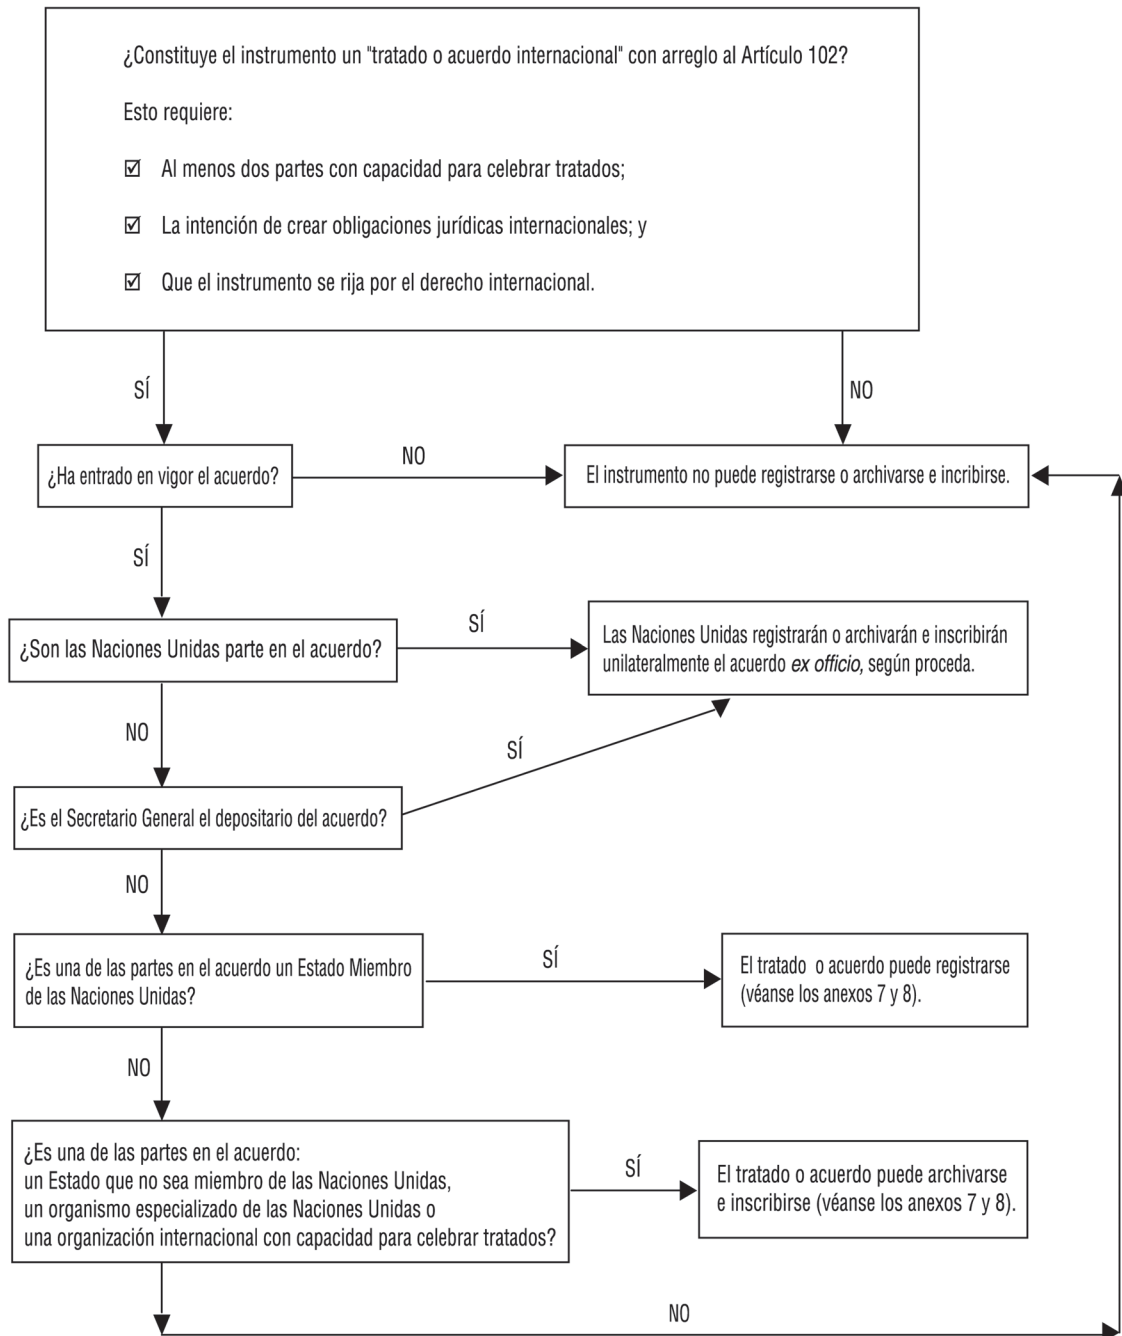 ¿Constituye el instrumento un "tratado o acuerdo internacional" con arreglo al Artículo 102?
Esto requiere:
☑ Al menos dos partes con capacidad para celebrar tratados;
☑ La intención de crear obligaciones jurídicas internacionales; y
☑ Que el instrumento se rija por el derecho internacional.
SÍ
NO
¿Ha entrado en vigor el acuerdo?
NO
El instrumento no puede registrarse o archivarse e incribirse.
SÍ
¿Son las Naciones Unidas parte en el acuerdo?
SÍ
Las Naciones Unidas registrarán o archivarán e inscribirán
unilateralmente el acuerdo ex officio, según proceda.
NO
SÍ
¿Es el Secretario General el depositario del acuerdo?
NO
¿Es una de las partes en el acuerdo un Estado Miembro
de las Naciones Unidas?
SÍ
El tratado o acuerdo puede registrarse
(véanse los anexos 7 y 8).
NO
¿Es una de las partes en el acuerdo:
un Estado que no sea miembro de las Naciones Unidas,
un organismo especializado de las Naciones Unidas o
una organización internacional con capacidad para celebrar tratados?
SÍ
El tratado o acuerdo puede archivarse
e inscribirse (véanse los anexos 7 y 8).
NO